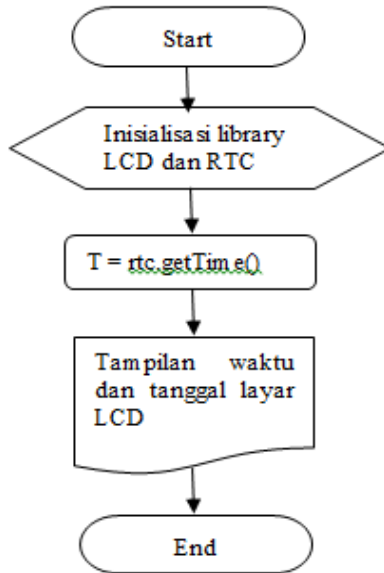 Start
Inisialisasi library
LCD dan RTC
T = rtc.getTime()
Tampilan waktu
dan tanggal layar
LCD
End